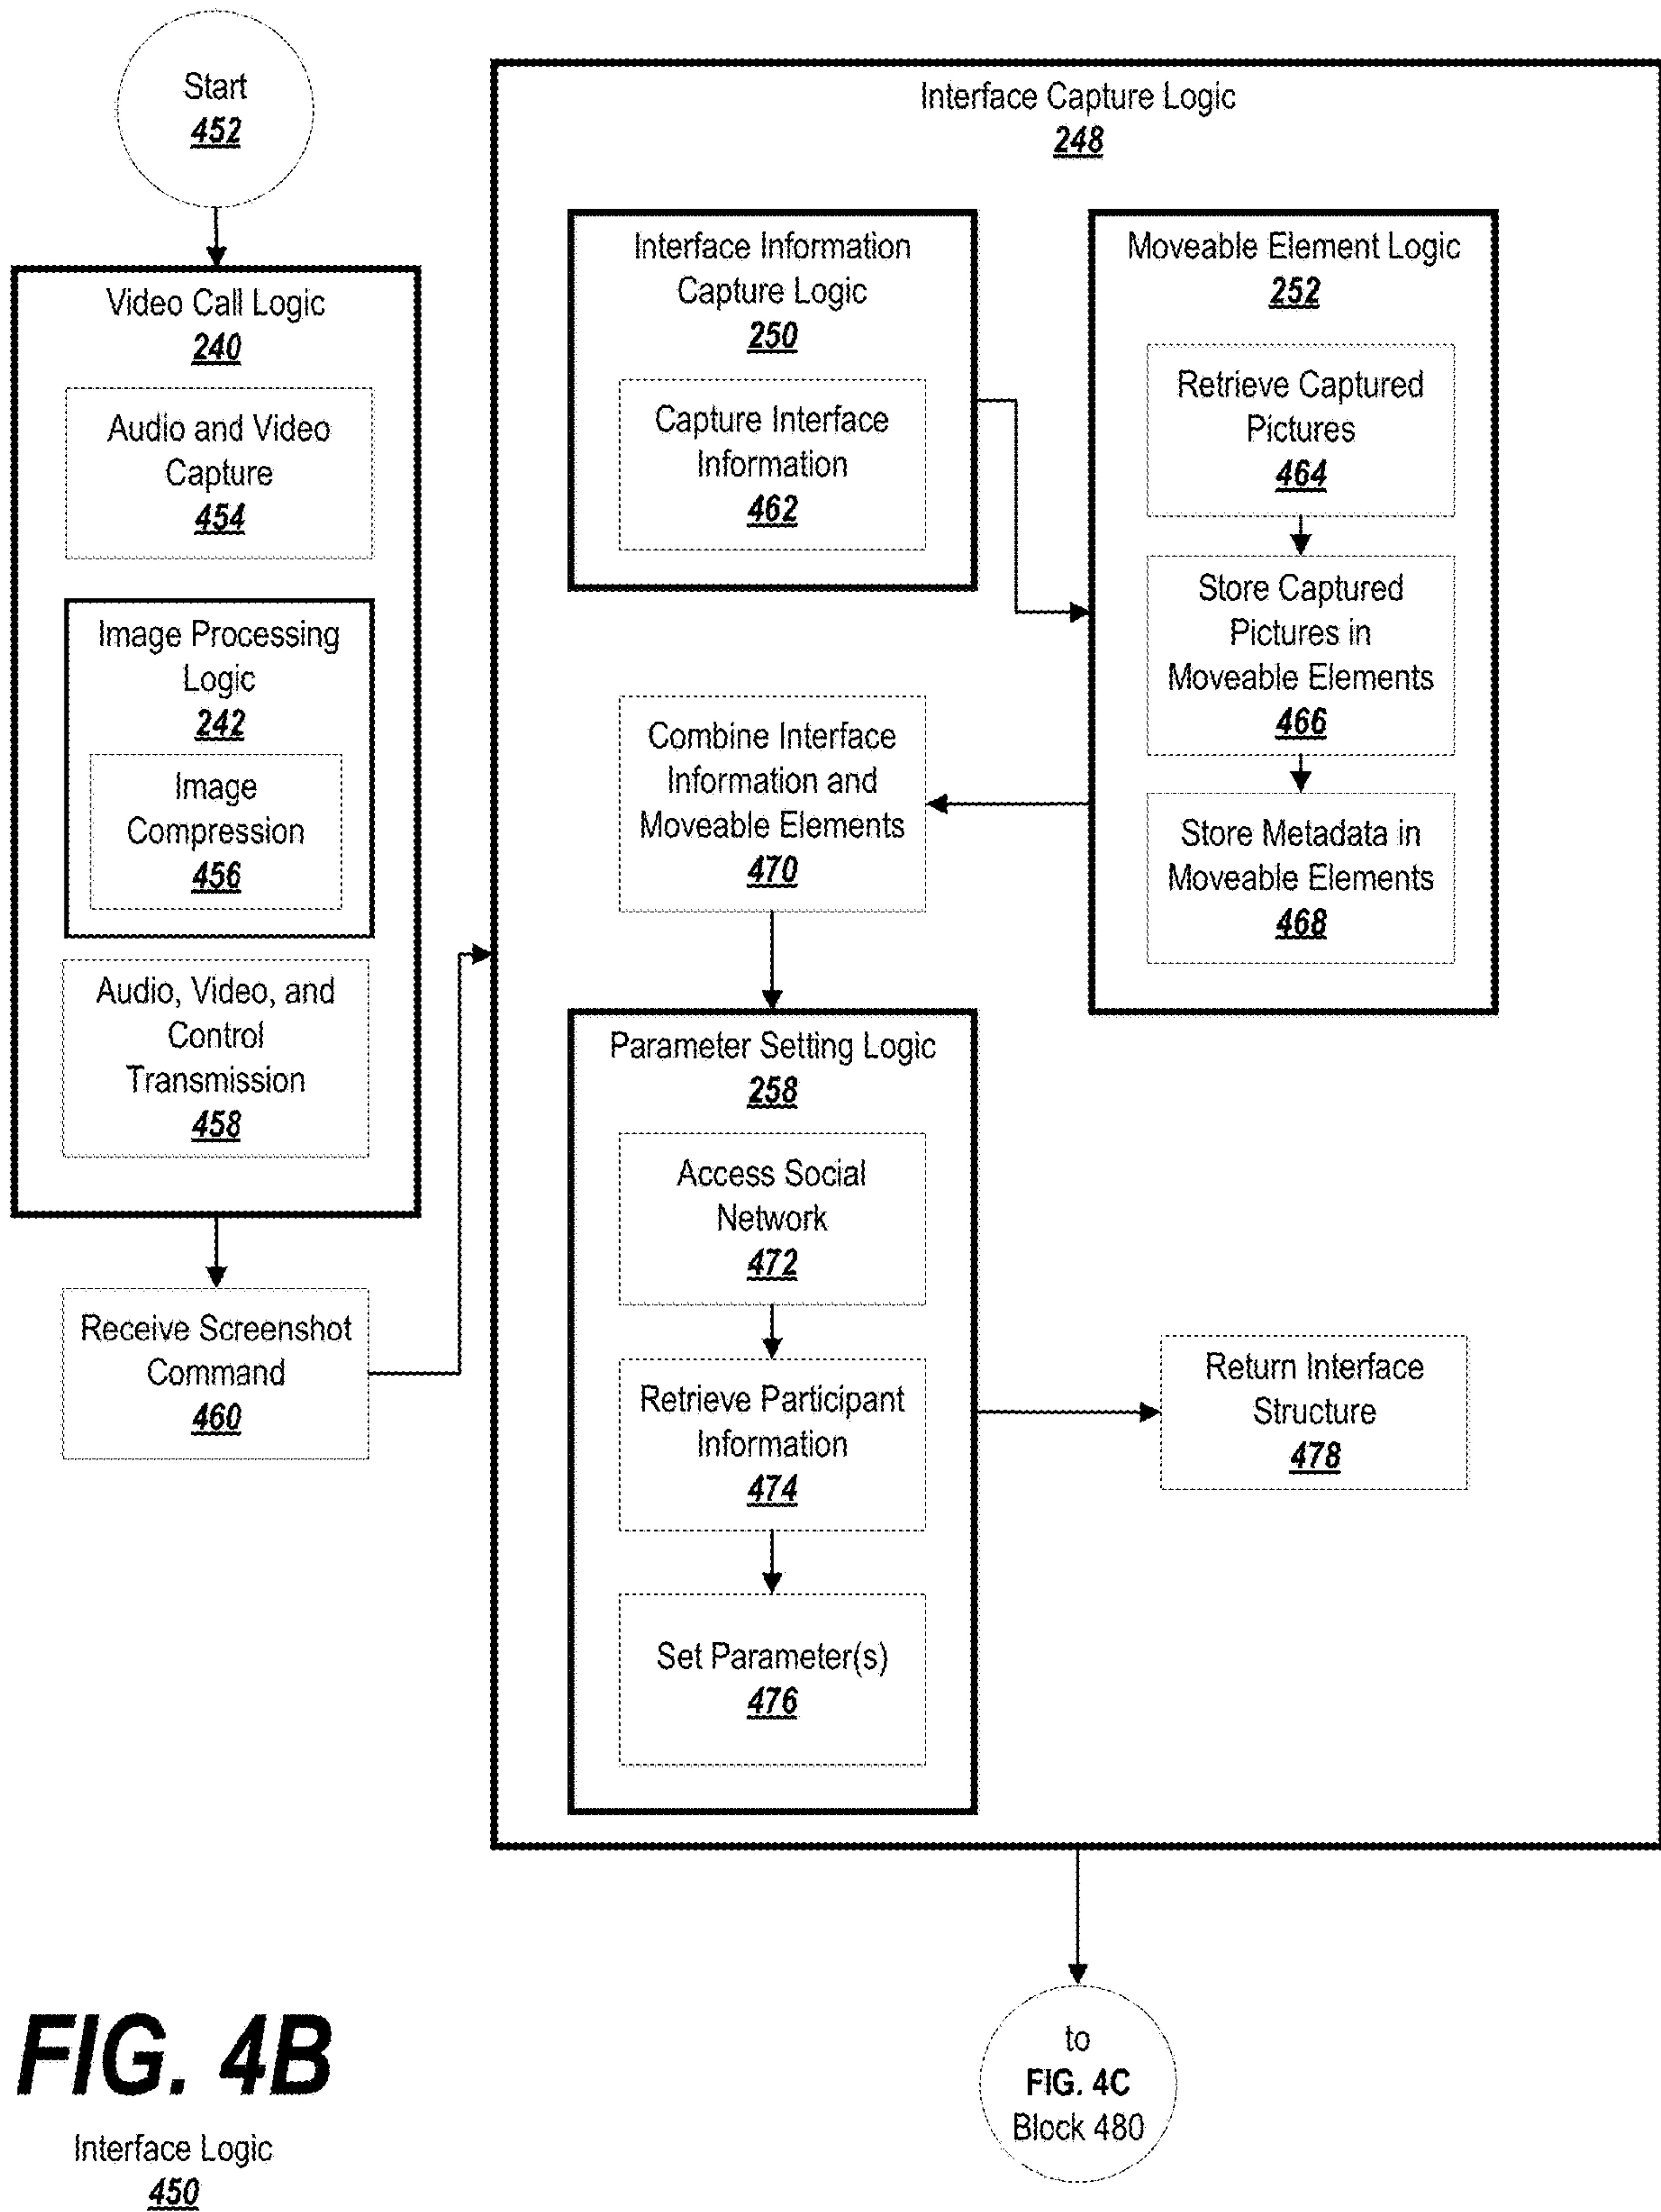 Start
452
Video Call Logic
240
Audio and Video
Capture
454
Image Processing
Logic
242
Image
Compression
456
Audio, Video, and
Control
Transmission
458
Receive Screenshot
Command
460
Interface Capture Logic
248
Interface Information
Capture Logic
250
Capture Interface
Information
462
Moveable Element Logic
252
Retrieve Captured
Pictures
464
Store Captured
Pictures in
Moveable Elements
466
Store Metadata in
Moveable Elements
468
Combine Interface
Information and
Moveable Elements
470
Parameter Setting Logic
258
Access Social
Network
472
Retrieve Participant
Information
474
Set Parameter(s)
476
Return Interface
Structure
478
to
FIG. 4C
Block 480
FIG. 4B
Interface Logic
450